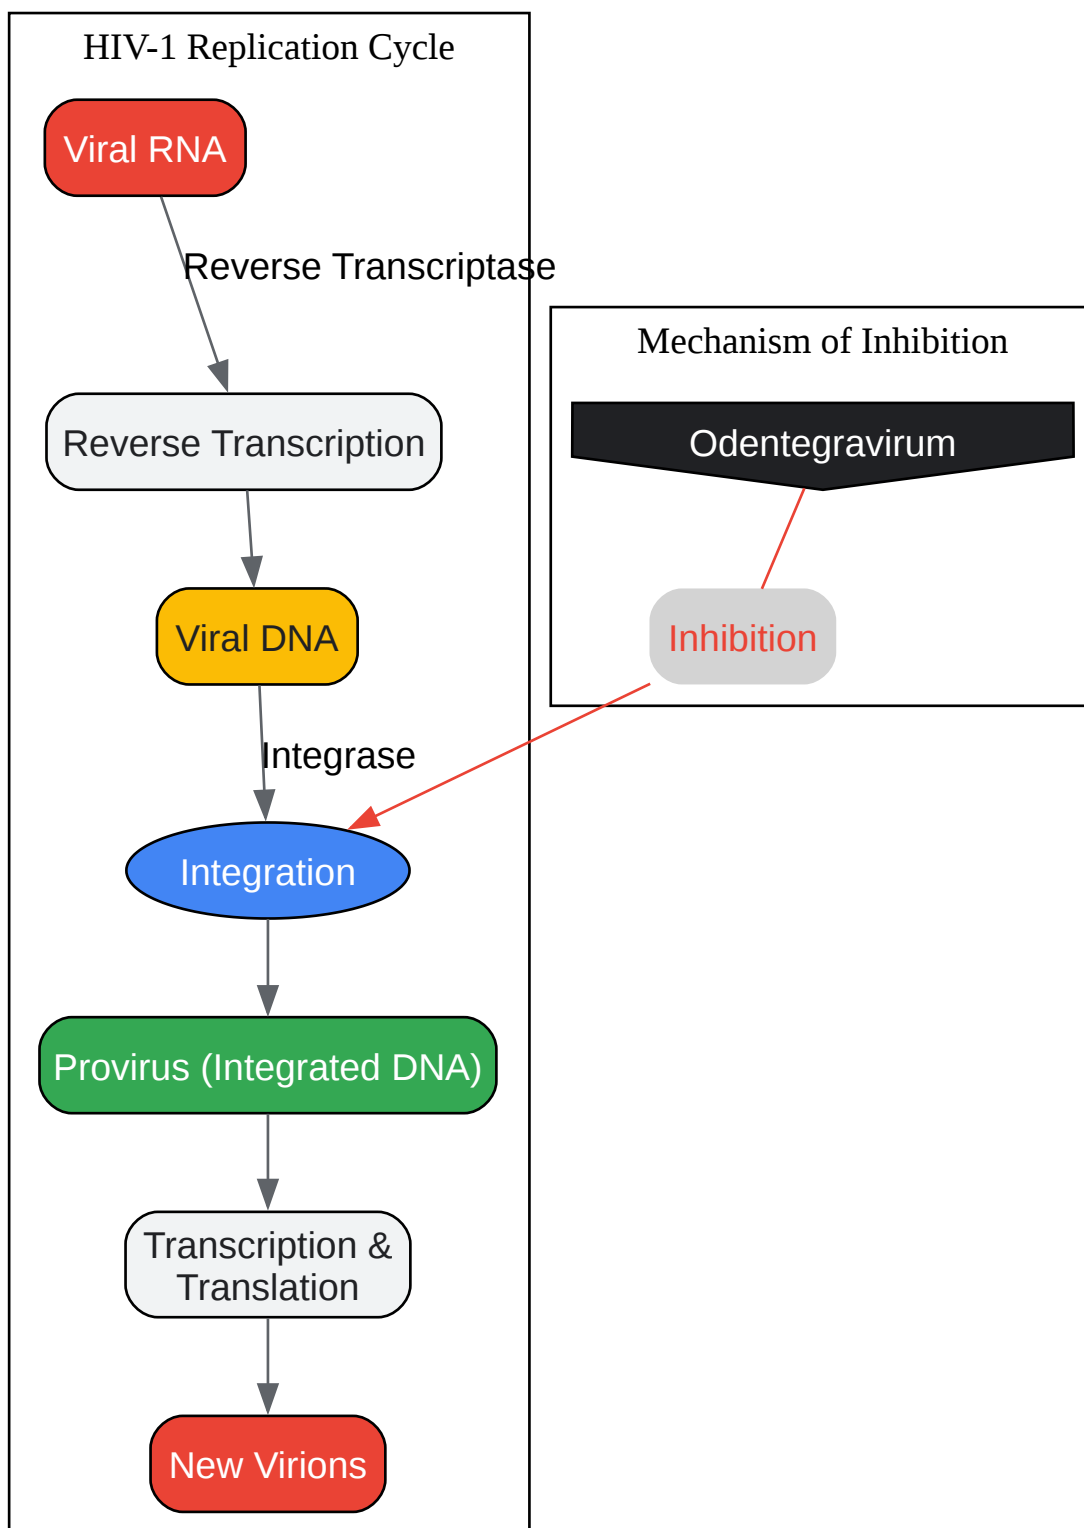 HIV-1 Replication Cycle
Viral RNA
Reverse Transcriptase
Mechanism of Inhibition
Reverse Transcription
Odentegravirum
Viral DNA
Inhibition
Integrase
Integration
Provirus (Integrated DNA)
Transcription &
Translation
New Virions